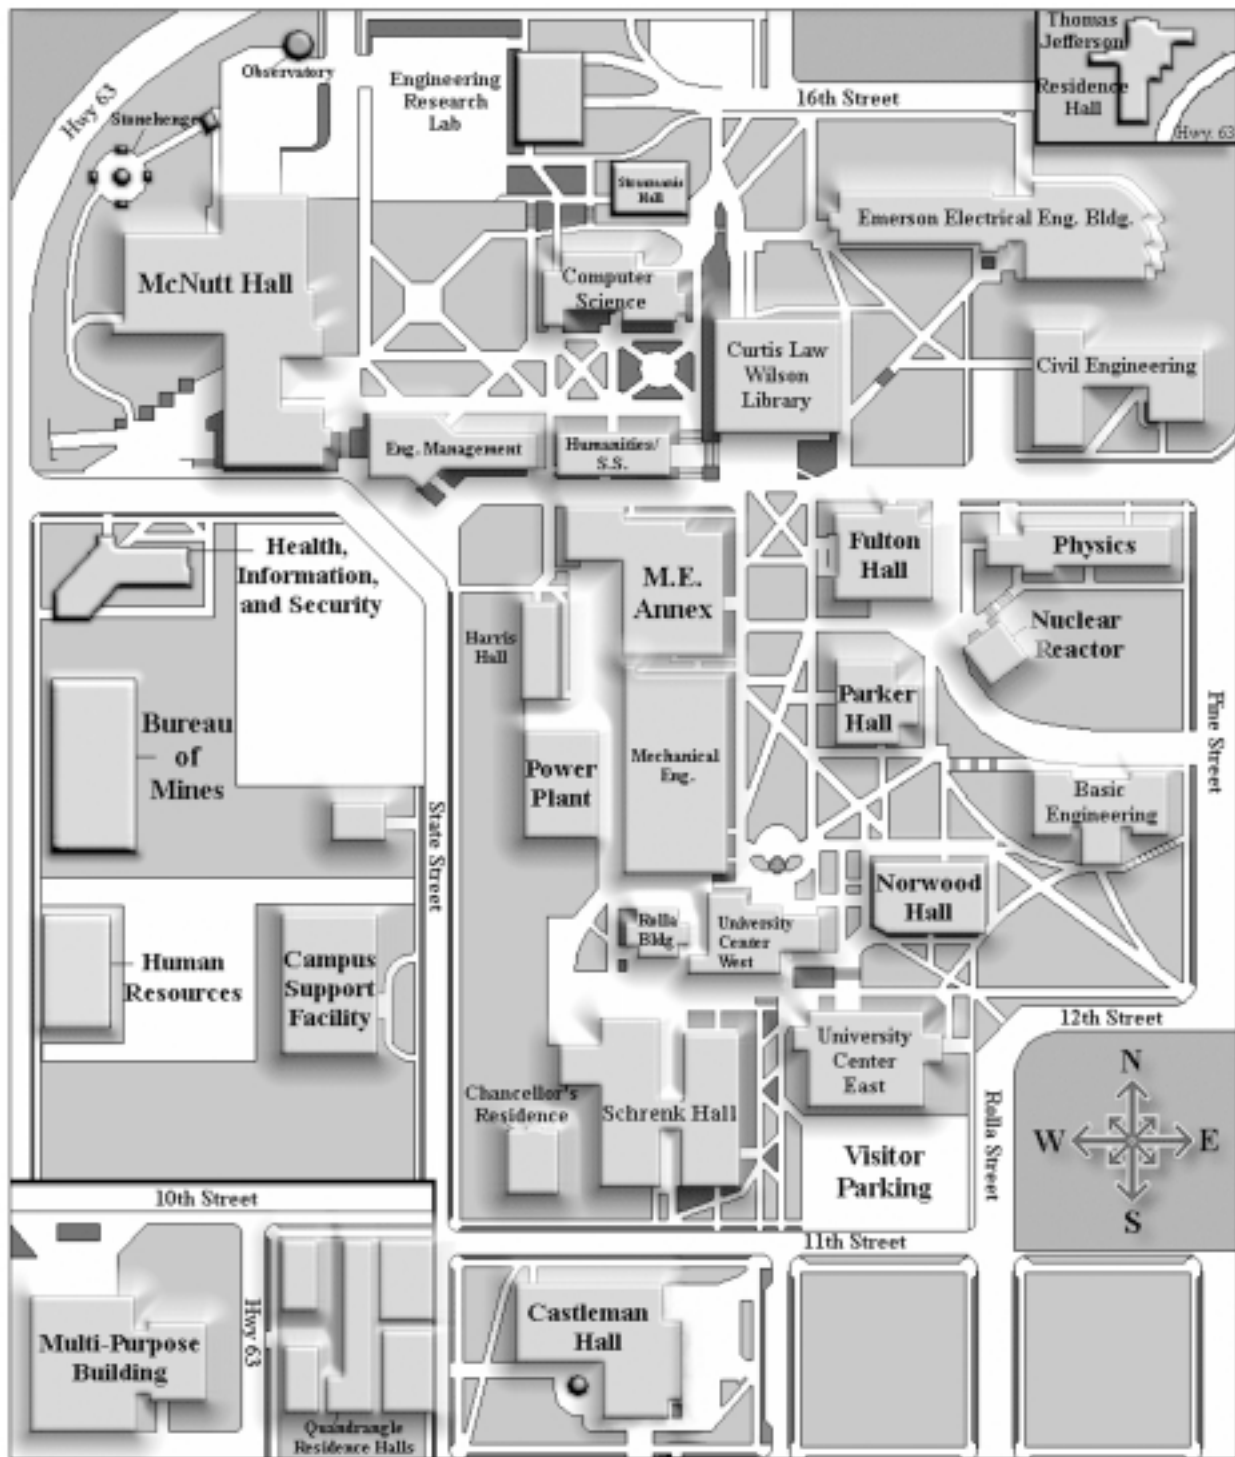 Thomas
Jefferson
Residence
Hall
Hwy. 63
Observatory
Hwy 63
Stonehenge
Engineering
Research
Lab
16th Street
Stramanis
Hall
Emerson Electrical Eng. Bldg.
McNutt Hall
Computer
Science
Curtis Law
Wilson
Library
Civil Engineering
Eng. Management
Humanities/
S.S.
Health,
Information,
and Security
M.E.
Annex
Fulton
Hall
Physics
Nuclear
Reactor
Harris
Hall
Parker
Hall
Pine Street
Bureau
of
Mines
Power
Plant
Mechanical
Eng.
State Street
Basic
Engineering
Norwood
Hall
Rolla
Bldg
University
Center
West
Human
Resources
Campus
Support
Facility
12th Street
University
Center
East
Chancellor's
Residence
Schrenk Hall
Rolla Street
N
W
E
S
Visitor
Parking
10th Street
11th Street
Hwy 63
Multi-Purpose
Building
Castleman
Hall
Quandrangle
Residence Halls